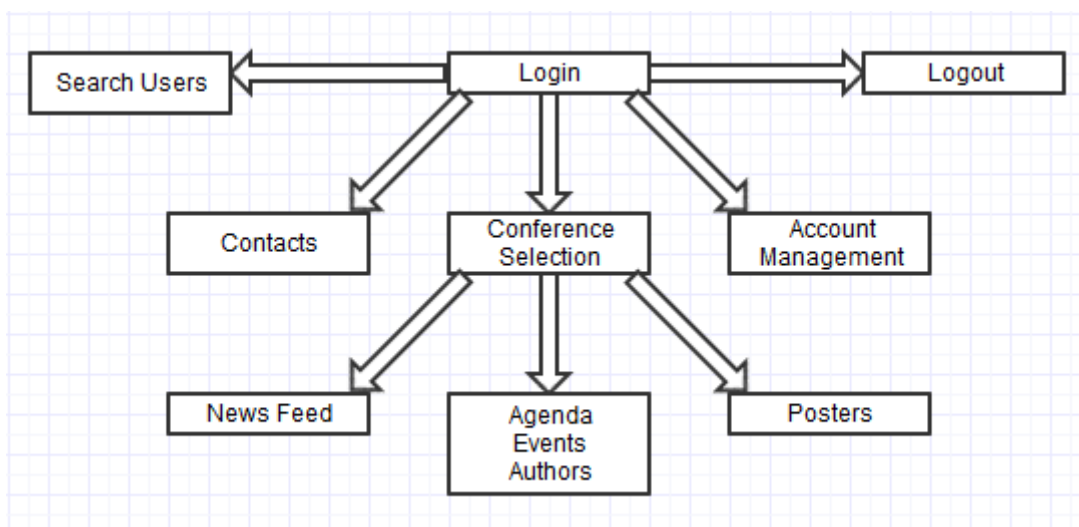 Search Users
Login
Logout
Contacts
Conference
Selection
Account
Management
News Feed
Agenda
Events
Authors
Posters